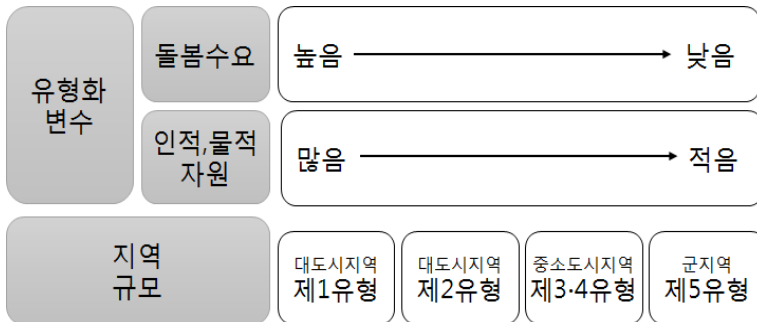 유형화
변수
돌봄수요
높음 낮음
인적,물적
자원
많음 적음
지역
규모
대도시지역
제1유형
대도시지역
제2유형
중소도시지역
제3·4유형
군지역
제5유형